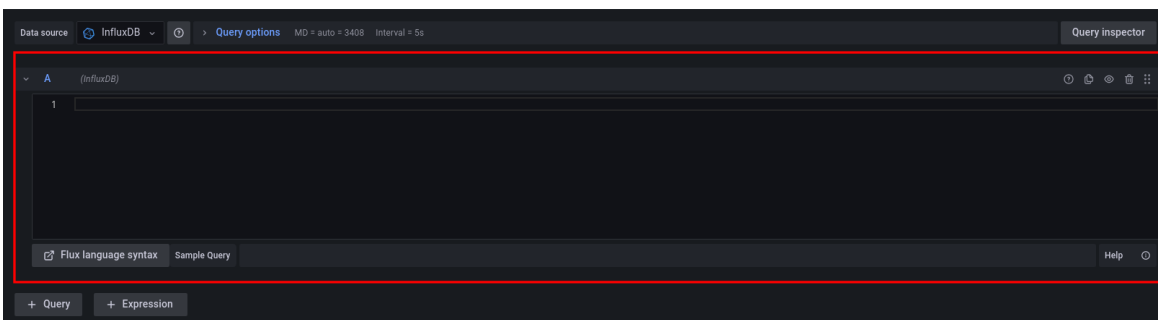 Data source InfluxDB Query options MD = auto = 3408 Interval = 5s Query inspector
A (InfluxDB)
1
Flux language syntax Sample Query Help
+ Query + Expression